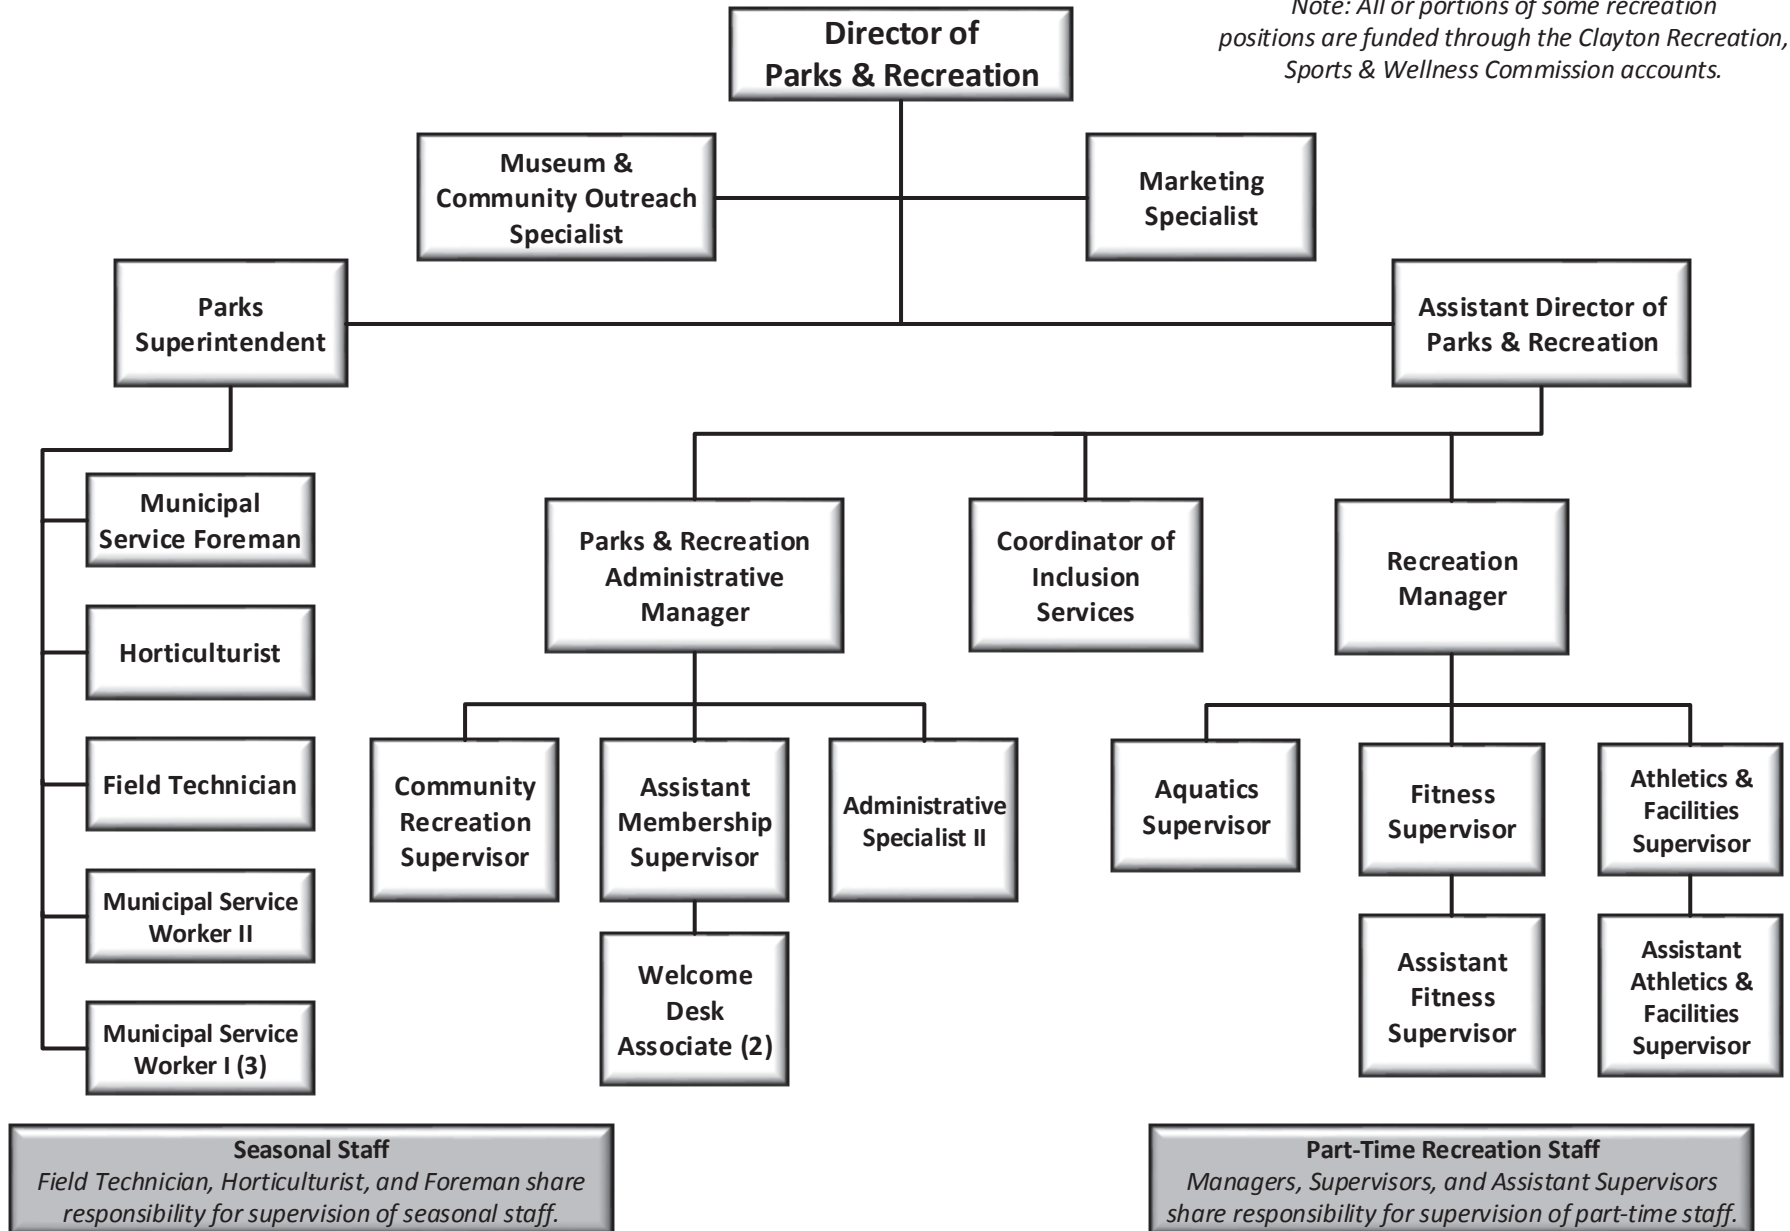 Note: All or portions of some recreation
positions are funded through the Clayton Recreation,
Sports & Wellness Commission accounts.
Director of
Parks & Recreation
Museum &
Community Outreach
Specialist
Marketing
Specialist
Parks
Superintendent
Assistant Director of
Parks & Recreation
Municipal
Service Foreman
Horticulturist
Field Technician
Municipal Service
Worker II
Municipal Service
Worker I (3)
Parks & Recreation
Administrative
Manager
Coordinator of
Inclusion
Services
Recreation
Manager
Community
Recreation
Supervisor
Assistant
Membership
Supervisor
Administrative
Specialist II
Welcome
Desk
Associate (2)
Aquatics
Supervisor
Fitness
Supervisor
Athletics &
Facilities
Supervisor
Assistant
Fitness
Supervisor
Assistant
Athletics &
Facilities
Supervisor
Seasonal Staff
Field Technician, Horticulturist, and Foreman share
responsibility for supervision of seasonal staff.
Part-Time Recreation Staff
Managers, Supervisors, and Assistant Supervisors
share responsibility for supervision of part-time staff.